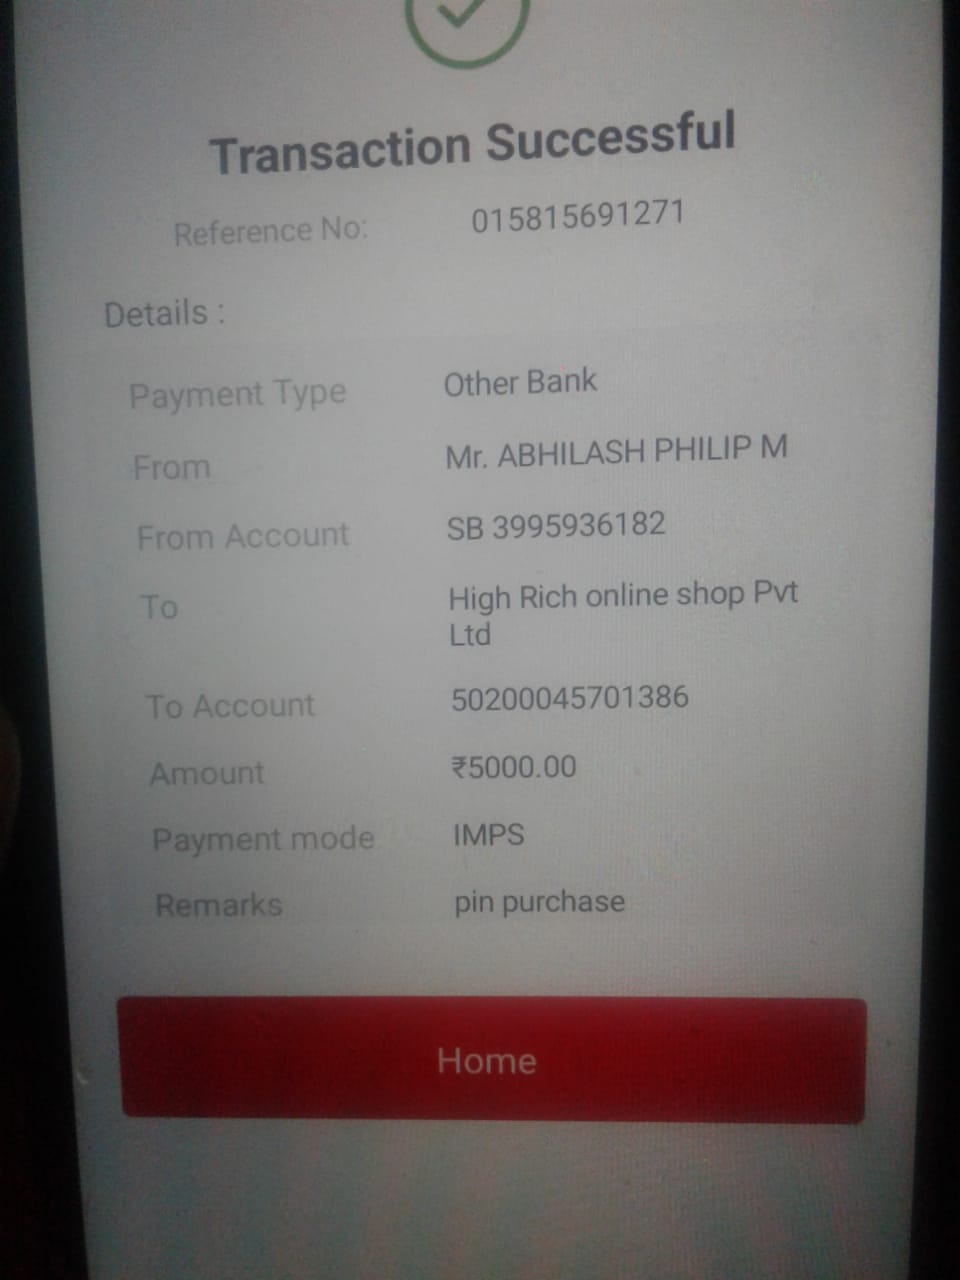 Transaction Successful
Reference No: 015815691271
Details :
Payment Type Other Bank
From Mr. ABHILASH PHILIP M
From Account SB 3995936182
To High Rich online shop Pvt
Ltd
To Account 50200045701386
Amount ₹5000.00
Payment mode IMPS
Remarks pin purchase
Home